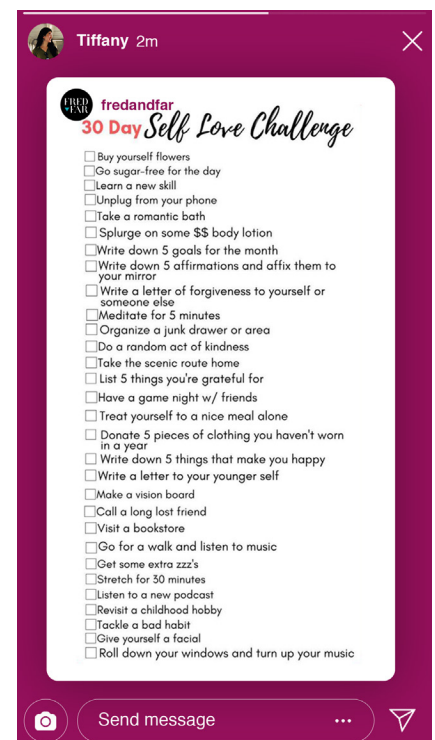 Tiffany 2m
FRED
+FAR
fredandfar
30 Day Self Love Challenge
Buy yourself flowers
Go sugar-free for the day
Learn a new skill
Unplug from your phone
Take a romantic bath
Splurge on some $$ body lotion
Write down 5 goals for the month
Write down 5 affirmations and affix them to
your mirror
Write a letter of forgiveness to yourself or
someone else
Meditate for 5 minutes
Organize a junk drawer or area
Do a random act of kindness
Take the scenic route home
List 5 things you're grateful for
Have a game night w/ friends
Treat yourself to a nice meal alone
Donate 5 pieces of clothing you haven't worn
in a year
Write down 5 things that make you happy
Write a letter to your younger self
Make a vision board
Call a long lost friend
Visit a bookstore
Go for a walk and listen to music
Get some extra zzz's
Stretch for 30 minutes
Listen to a new podcast
Revisit a childhood hobby
Tackle a bad habit
Give yourself a facial
Roll down your windows and turn up your music
Send message